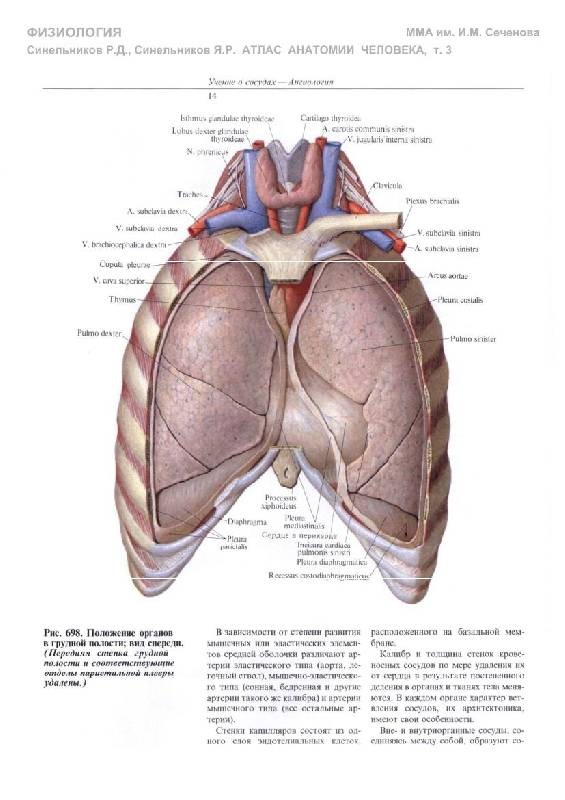 ФИЗИОЛОГИЯ
ММА им. И.М. Сеченова
Синельников Р.Д., Синельников Я.Р. АТЛАС АНАТОМИИ ЧЕЛОВЕКА, т. 3
Учение о сосудах — Ангиология
14
Isthmus glandulae thyroideae
Cartilago thyroidea
Lobus dexter glandulae
thyroideae
A. carotis communis sinistra
V. jugularis interna sinistra
N. phrenicus
Clavicula
Trachea
Plexus brachialis
A. subclavia dextra
V. subclavia dextra
V. subclavia sinistra
V. brachiocephalica dextra
A. subclavia sinistra
Cupula pleurae
Arcus aortae
V. cava superior
Thymus
Pleura costalis
Pulmo dexter
Pulmo sinister
Processus
xiphoideus
Diaphragma
Pleura
mediastinalis
Pleura
parietalis
Сердце в перикарде
Incisura cardiaca
pulmonis sinistri
Pleura diaphragmatica
Recessus costodiaphragmaticus
Рис. 698. Положение органов
в грудной полости; вид спереди.
(Передняя стенка грудной
полости и соответствующие
отделы париетальной плевры
удалены.)
В зависимости от степени развития
мышечных или эластических элемен-
тов средней оболочки различают ар-
терии эластического типа (аорта, ле-
гочный ствол), мышечно-эластическо-
го типа (сонная, бедренная и другие
артерии такого же калибра) и артерии
мышечного типа (все остальные ар-
терии).
Стенки капилляров состоят из од-
ного слоя эндотелиальных клеток,
расположенного на базальной мем-
бране.
Калибр и толщина стенок крове-
носных сосудов по мере удаления их
от сердца в результате постепенного
деления в органах и тканях тела меня-
ются. В каждом органе характер вет-
вления сосудов, их архитектоника,
имеют свои особенности.
Вне- и внутриорганные сосуды, со-
единяясь между собой, образуют со-